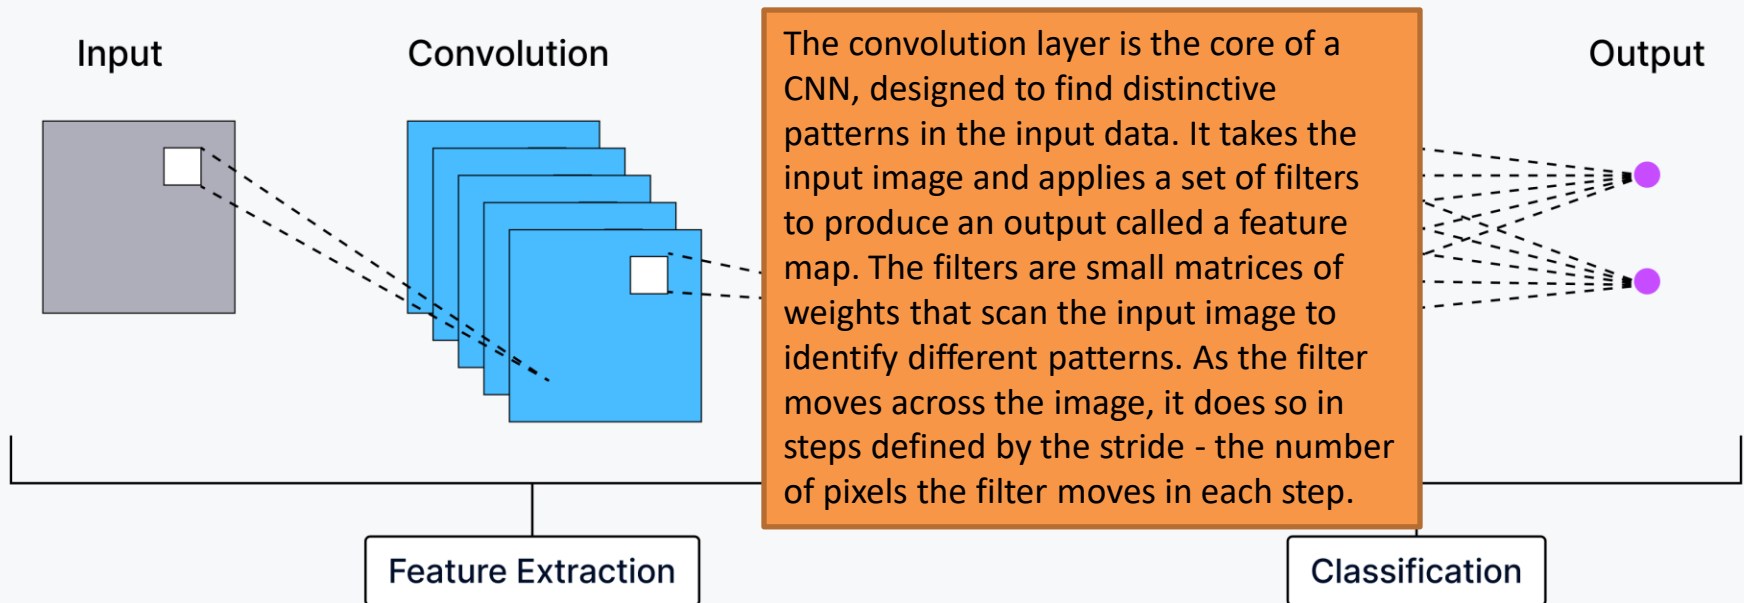 Input
Convolution
The convolution layer is the core of a
CNN, designed to find distinctive
patterns in the input data. It takes the
input image and applies a set of filters
to produce an output called a feature
map. The filters are small matrices of
weights that scan the input image to
identify different patterns. As the filter
moves across the image, it does so in
steps defined by the stride - the number
of pixels the filter moves in each step.
Output
Feature Extraction
Classification